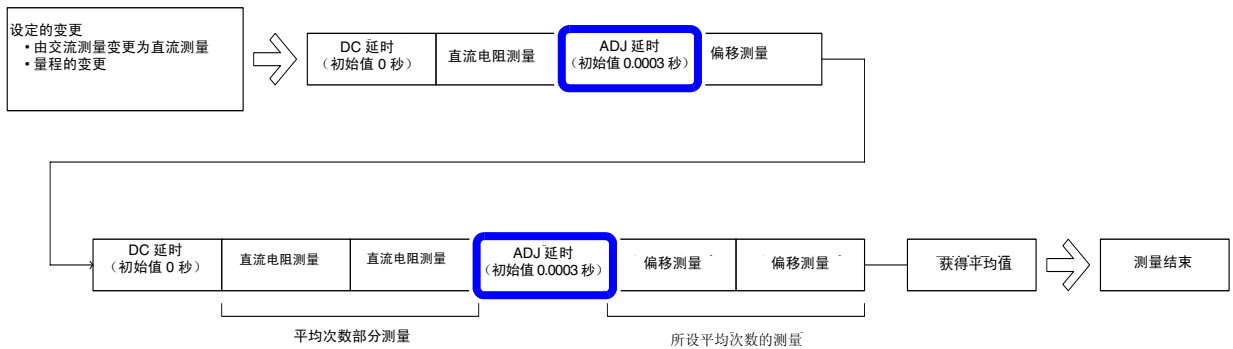 设定的变更
• 由交流测量变更为直流测量
• 量程的变更
DC 延时
（初始值 0 秒）
直流电阻测量
ADJ 延时
（初始值 0.0003 秒）
偏移测量
DC 延时
（初始值 0 秒）
直流电阻测量
直流电阻测量
ADJ 延时
（初始值 0.0003 秒）
偏移测量
偏移测量
获得平均值
测量结束
平均次数部分测量
所设平均次数的测量